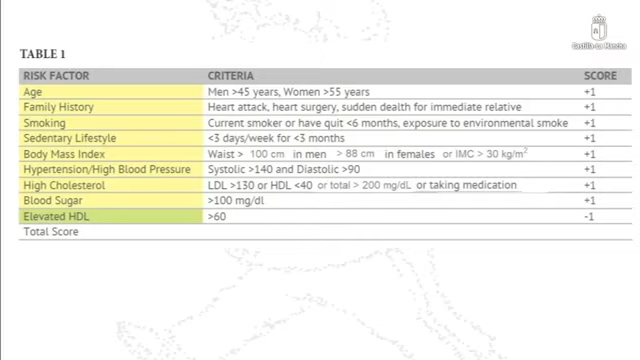 Castilla-La Mancha
TABLE 1
RISK FACTOR CRITERIA SCORE
Age Men >45 years, Women >55 years +1
Family History Heart attack, heart surgery, sudden dealth for immediate relative +1
Smoking Current smoker or have quit <6 months, exposure to environmental smoke +1
Sedentary Lifestyle <3 days/week for <3 months +1
Body Mass Index Waist > 100 cm in men > 88 cm in females or IMC > 30 kg/m² +1
Hypertension/High Blood Pressure Systolic >140 and Diastolic >90 +1
High Cholesterol LDL >130 or HDL <40 or total > 200 mg/dL or taking medication +1
Blood Sugar >100 mg/dl +1
Elevated HDL >60 -1
Total Score